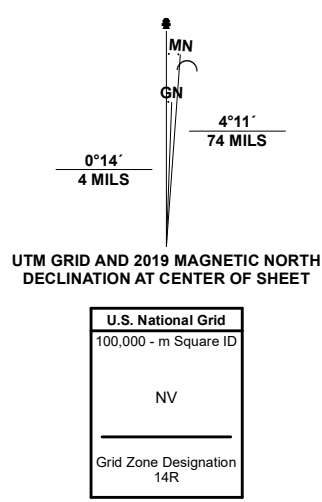 MN
GN
4°11´
74 MILS
0°14´
4 MILS
UTM GRID AND 2019 MAGNETIC NORTH
DECLINATION AT CENTER OF SHEET
U.S. National Grid
100,000 - m Square ID
NV
Grid Zone Designation
14R